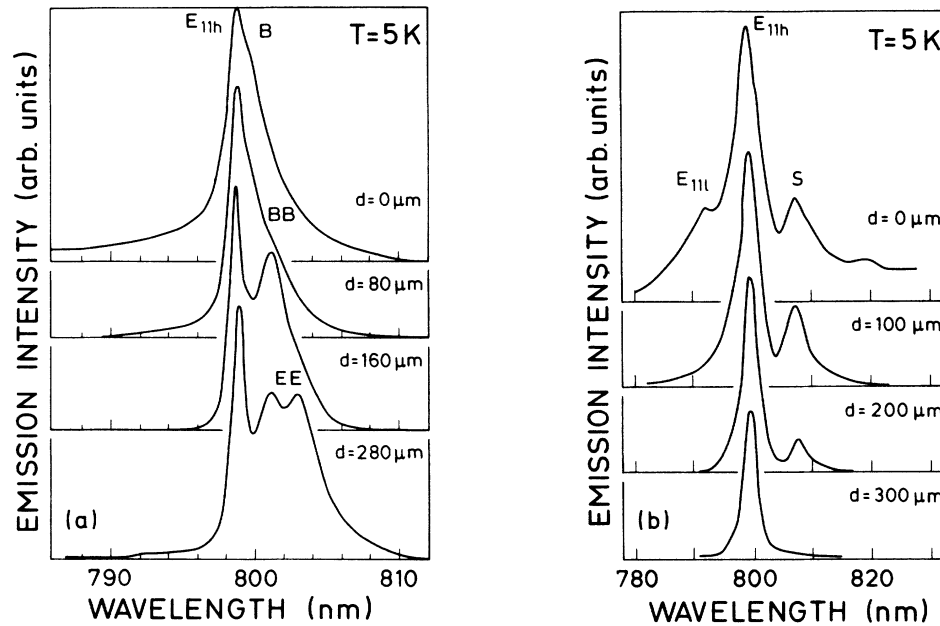 EMISSION INTENSITY (arb. units)
E₁₁ₕ
B
T=5K
d=0μm
BB
d=80μm
d=160μm
EE
d=280μm
(a)
790 800 810
WAVELENGTH (nm)
EMISSION INTENSITY (arb. units)
E₁₁ₕ
T=5K
E₁₁ₗ
S
d=0μm
d=100μm
d=200μm
d=300μm
(b)
780 800 820
WAVELENGTH (nm)